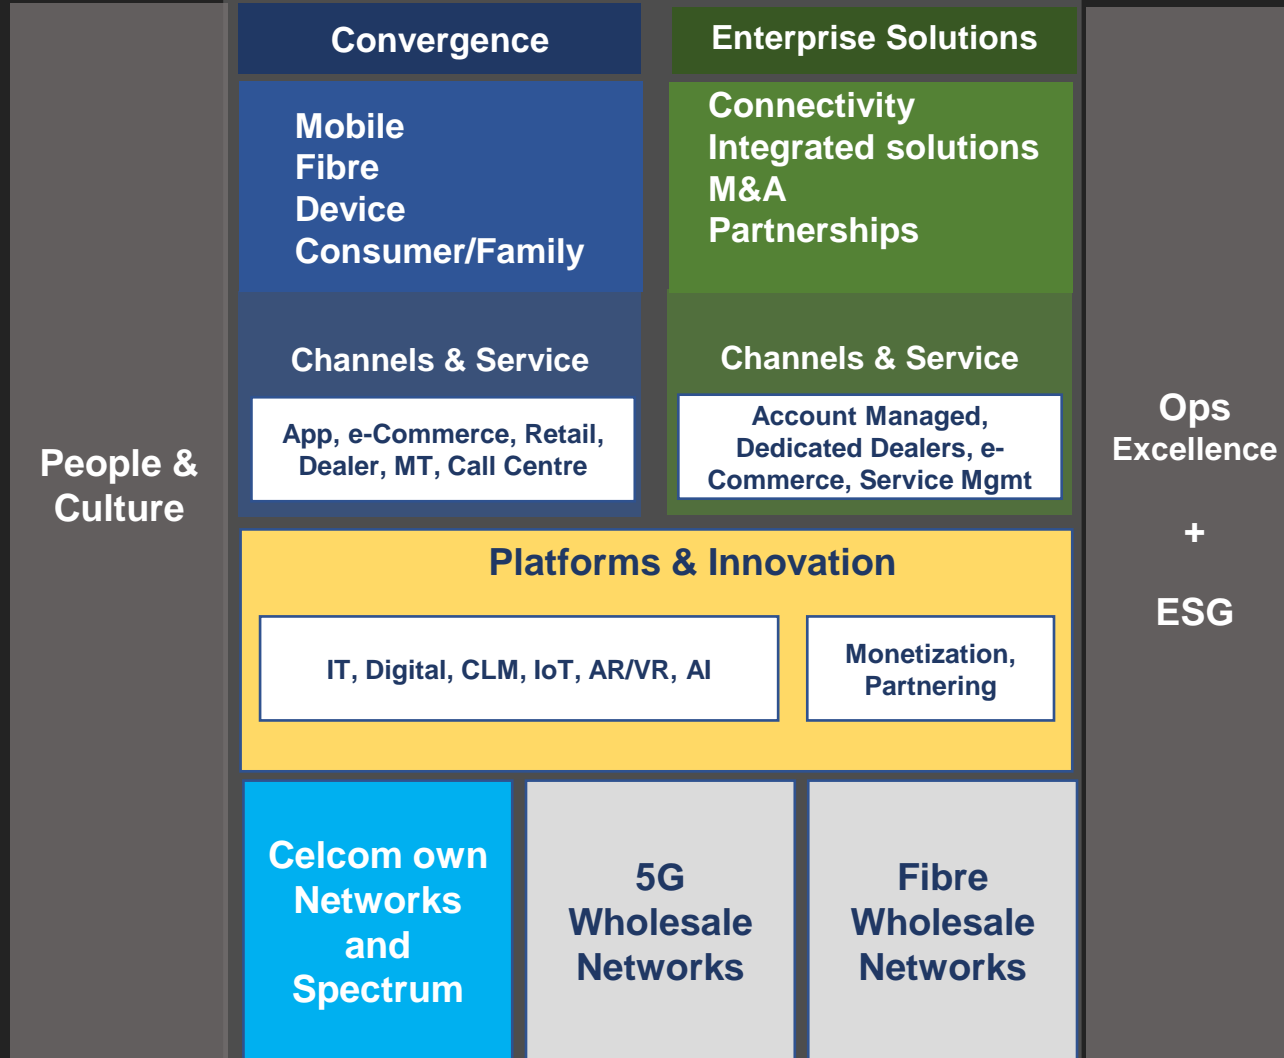 Convergence
Enterprise Solutions
Mobile
Fibre
Device
Consumer/Family
Connectivity
Integrated solutions
M&A
Partnerships
Channels & Service
App, e-Commerce, Retail,
Dealer, MT, Call Centre
Channels & Service
Account Managed,
Dedicated Dealers, e-
Commerce, Service Mgmt
People &
Culture
Ops
Excellence
+
ESG
Platforms & Innovation
IT, Digital, CLM, IoT, AR/VR, AI
Monetization,
Partnering
Celcom own
Networks
and
Spectrum
5G
Wholesale
Networks
Fibre
Wholesale
Networks